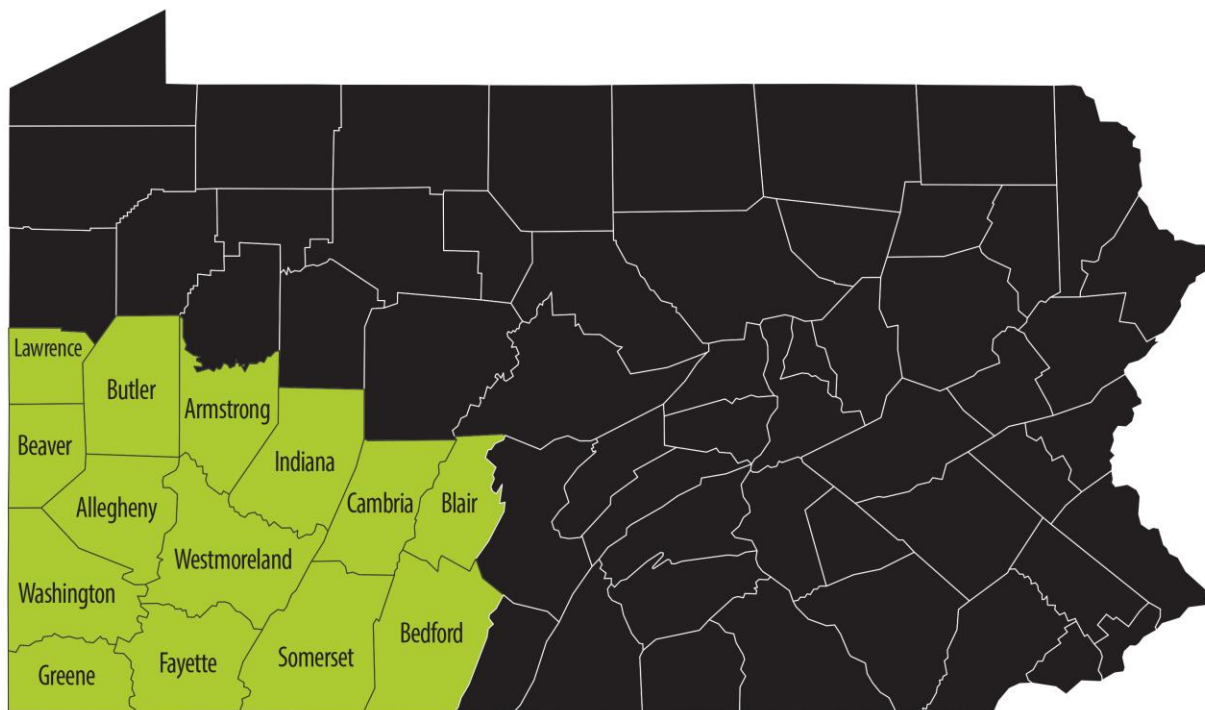 Lawrence
Butler
Armstrong
Beaver
Indiana
Allegheny
Cambria
Blair
Westmoreland
Washington
Bedford
Greene
Fayette
Somerset